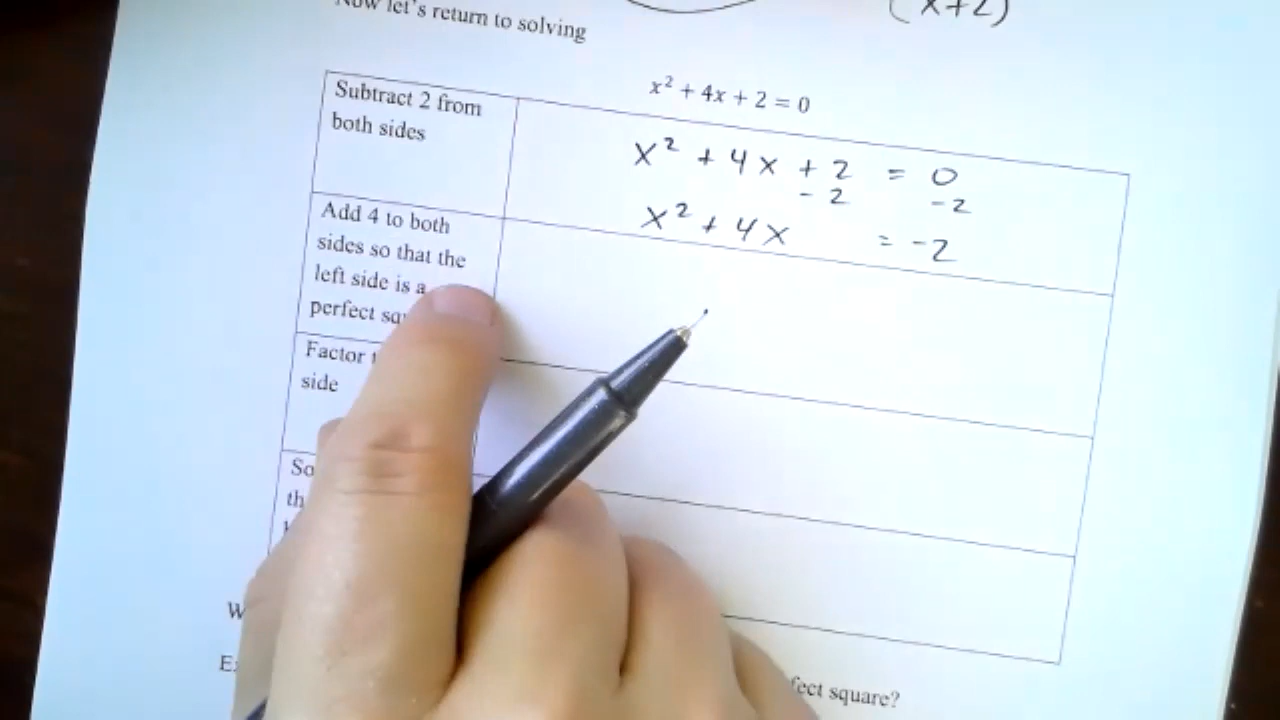 Now let's return to solving
(x+2)
x² + 4x + 2 = 0
Subtract 2 from
both sides
x² + 4x + 2 = 0
- 2 -2
x² + 4x = -2
Add 4 to both
sides so that the
left side is a
perfect
Factor
side
So
fect square?